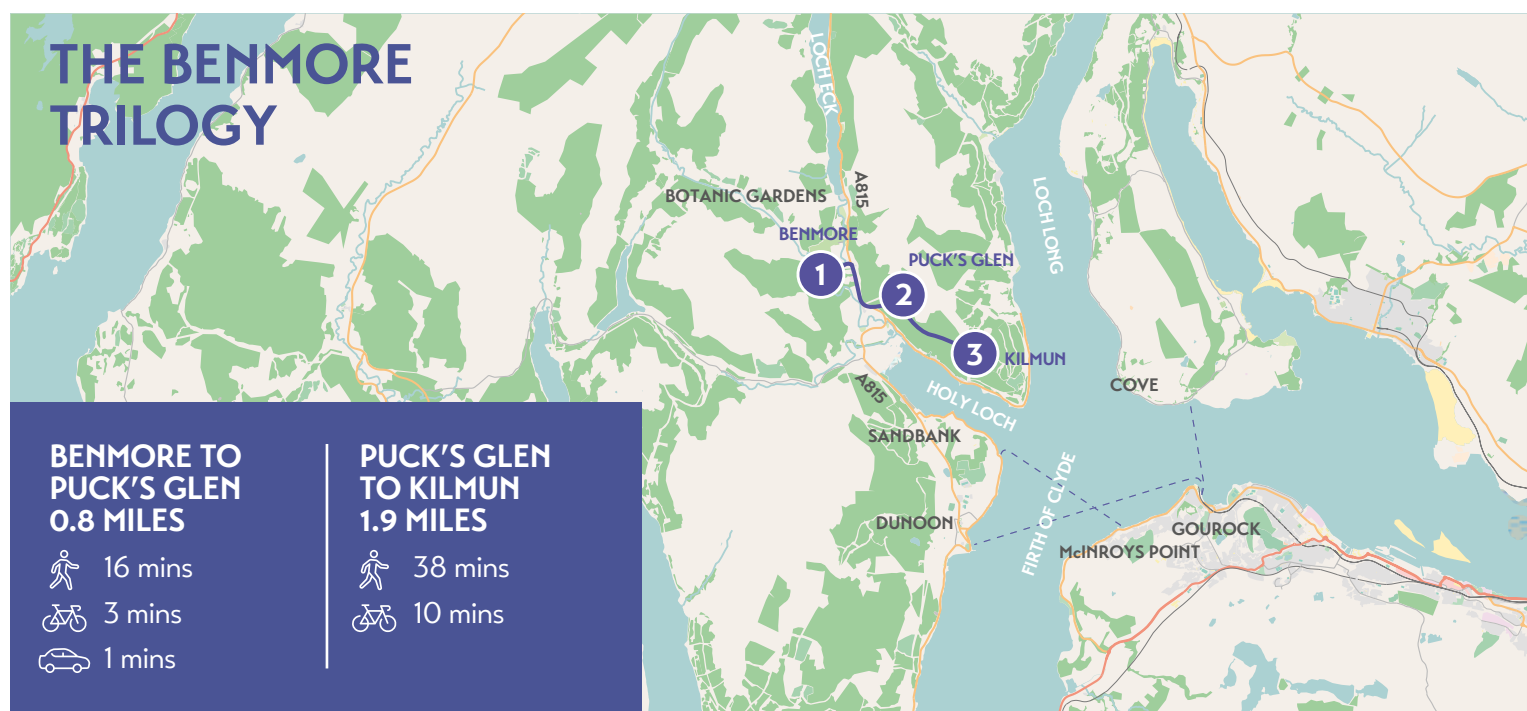 THE BENMORE
TRILOGY
LOCH ECK
A815
BOTANIC GARDENS
BENMORE
1
PUCK'S GLEN
2
LOCH LONG
3
KILMUN
COVE
A815
HOLY LOCH
SANDBANK
DUNOON
FIRTH OF CLYDE
GOUROCK
McINROYS POINT
BENMORE TO
PUCK'S GLEN
0.8 MILES
16 mins
3 mins
1 mins
PUCK'S GLEN
TO KILMUN
1.9 MILES
38 mins
10 mins